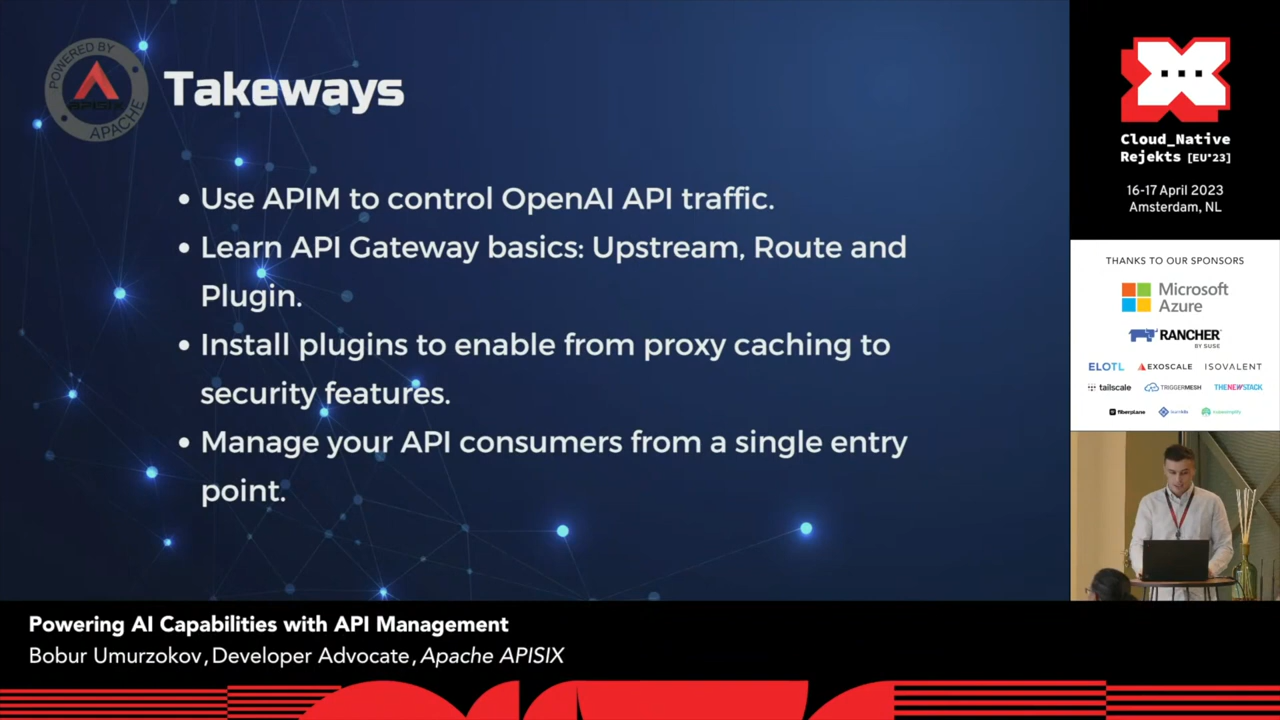 POWERED BY
APISIX
APACHE
Takeways
Use APIM to control OpenAI API traffic.
Learn API Gateway basics: Upstream, Route and
Plugin.
Install plugins to enable from proxy caching to
security features.
Manage your API consumers from a single entry
point.
Cloud_Native
Rejekts [EU'23]
16-17 April 2023
Amsterdam, NL
THANKS TO OUR SPONSORS
Microsoft
Azure
RANCHER
BY SUSE
ELOTL EXOSCALE ISOVALENT
tailscale TRIGGERMESH THENEWSTACK
fiberplane
Powering AI Capabilities with API Management
Bobur Umurzokov, Developer Advocate, Apache APISIX